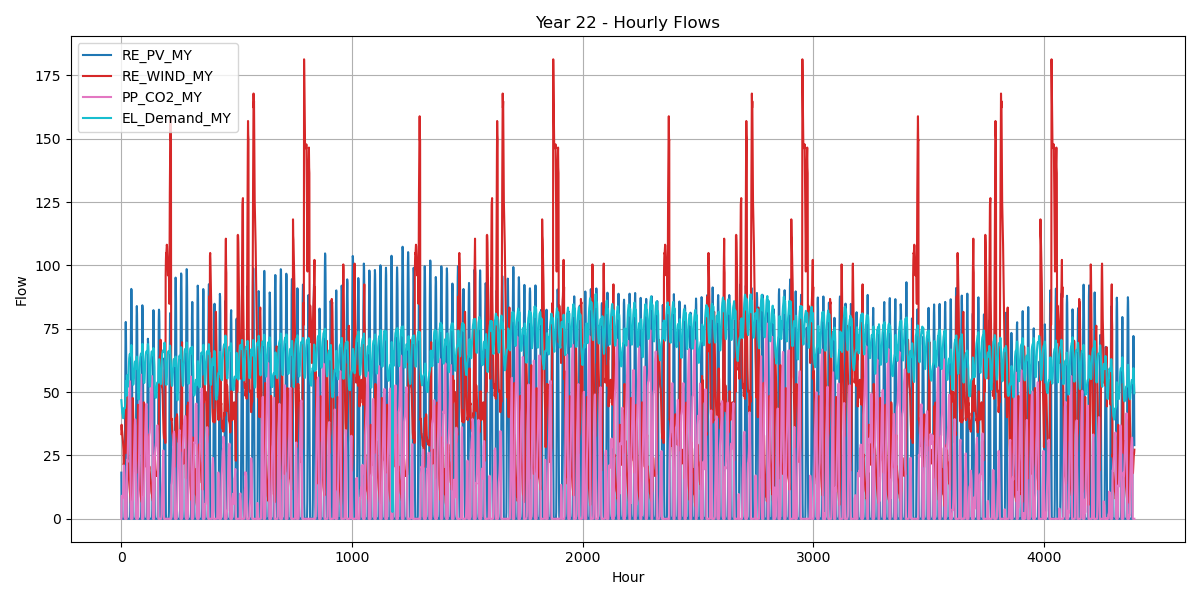 Year 22 - Hourly Flows
RE_PV_MY
RE_WIND_MY
PP_CO2_MY
EL_Demand_MY
Flow
175
150
125
100
75
50
25
0
0 1000 2000 3000 4000
Hour